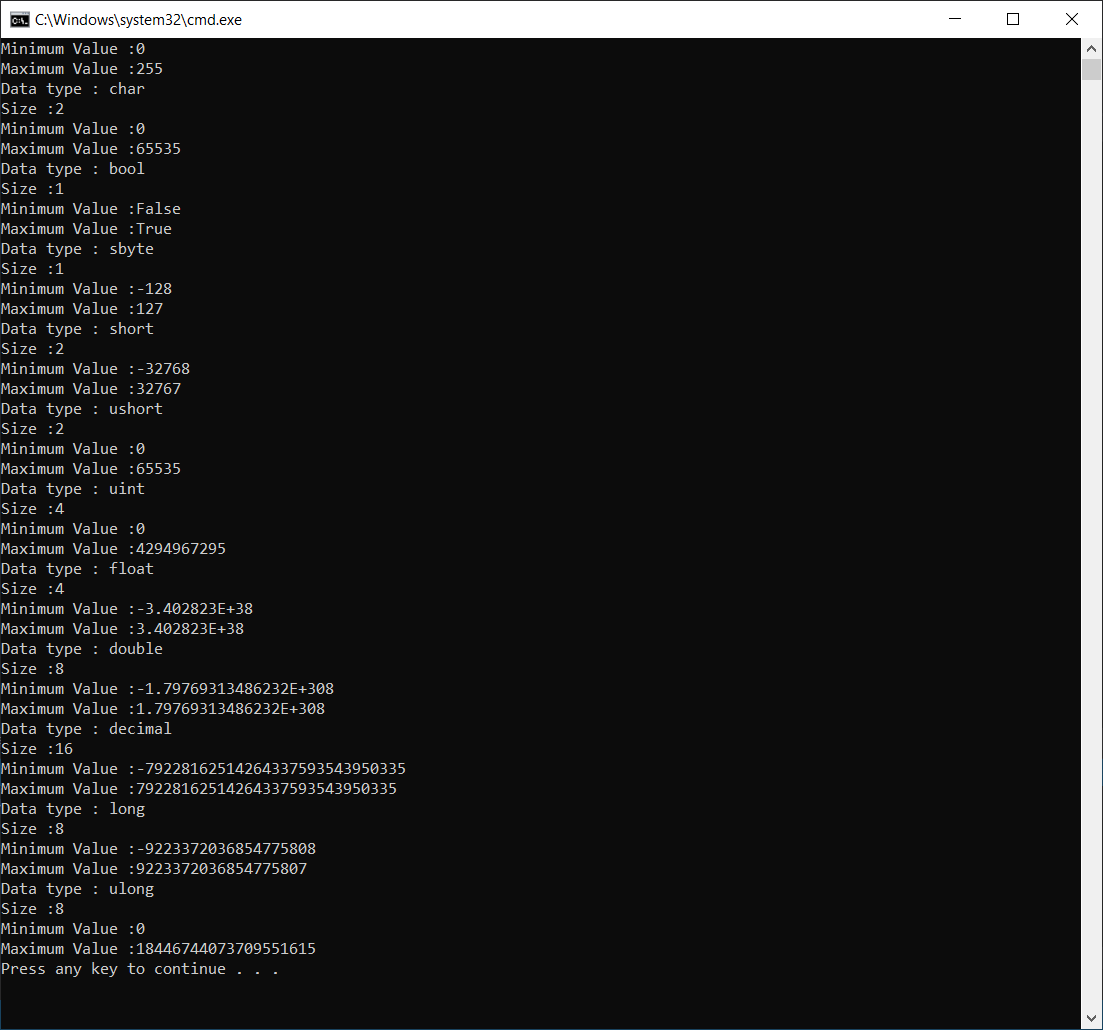 C:\Windows\system32\cmd.exe
Minimum Value :0
Maximum Value :255
Data type : char
Size :2
Minimum Value :0
Maximum Value :65535
Data type : bool
Size :1
Minimum Value :False
Maximum Value :True
Data type : sbyte
Size :1
Minimum Value :-128
Maximum Value :127
Data type : short
Size :2
Minimum Value :-32768
Maximum Value :32767
Data type : ushort
Size :2
Minimum Value :0
Maximum Value :65535
Data type : uint
Size :4
Minimum Value :0
Maximum Value :4294967295
Data type : float
Size :4
Minimum Value :-3.402823E+38
Maximum Value :3.402823E+38
Data type : double
Size :8
Minimum Value :-1.79769313486232E+308
Maximum Value :1.79769313486232E+308
Data type : decimal
Size :16
Minimum Value :-79228162514264337593543950335
Maximum Value :79228162514264337593543950335
Data type : long
Size :8
Minimum Value :-9223372036854775808
Maximum Value :9223372036854775807
Data type : ulong
Size :8
Minimum Value :0
Maximum Value :18446744073709551615
Press any key to continue . . .